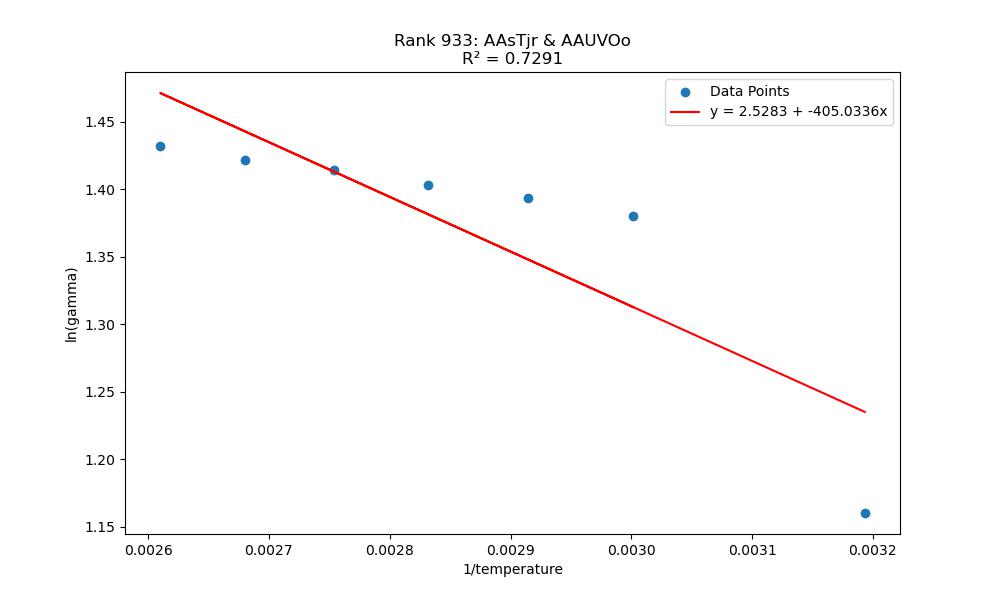 Rank 933: AAsTjr & AAUVOo
R² = 0.7291
Data Points
y = 2.5283 + -405.0336x
ln(gamma)
1.45
1.40
1.35
1.30
1.25
1.20
1.15
0.0026 0.0027 0.0028 0.0029 0.0030 0.0031 0.0032
1/temperature